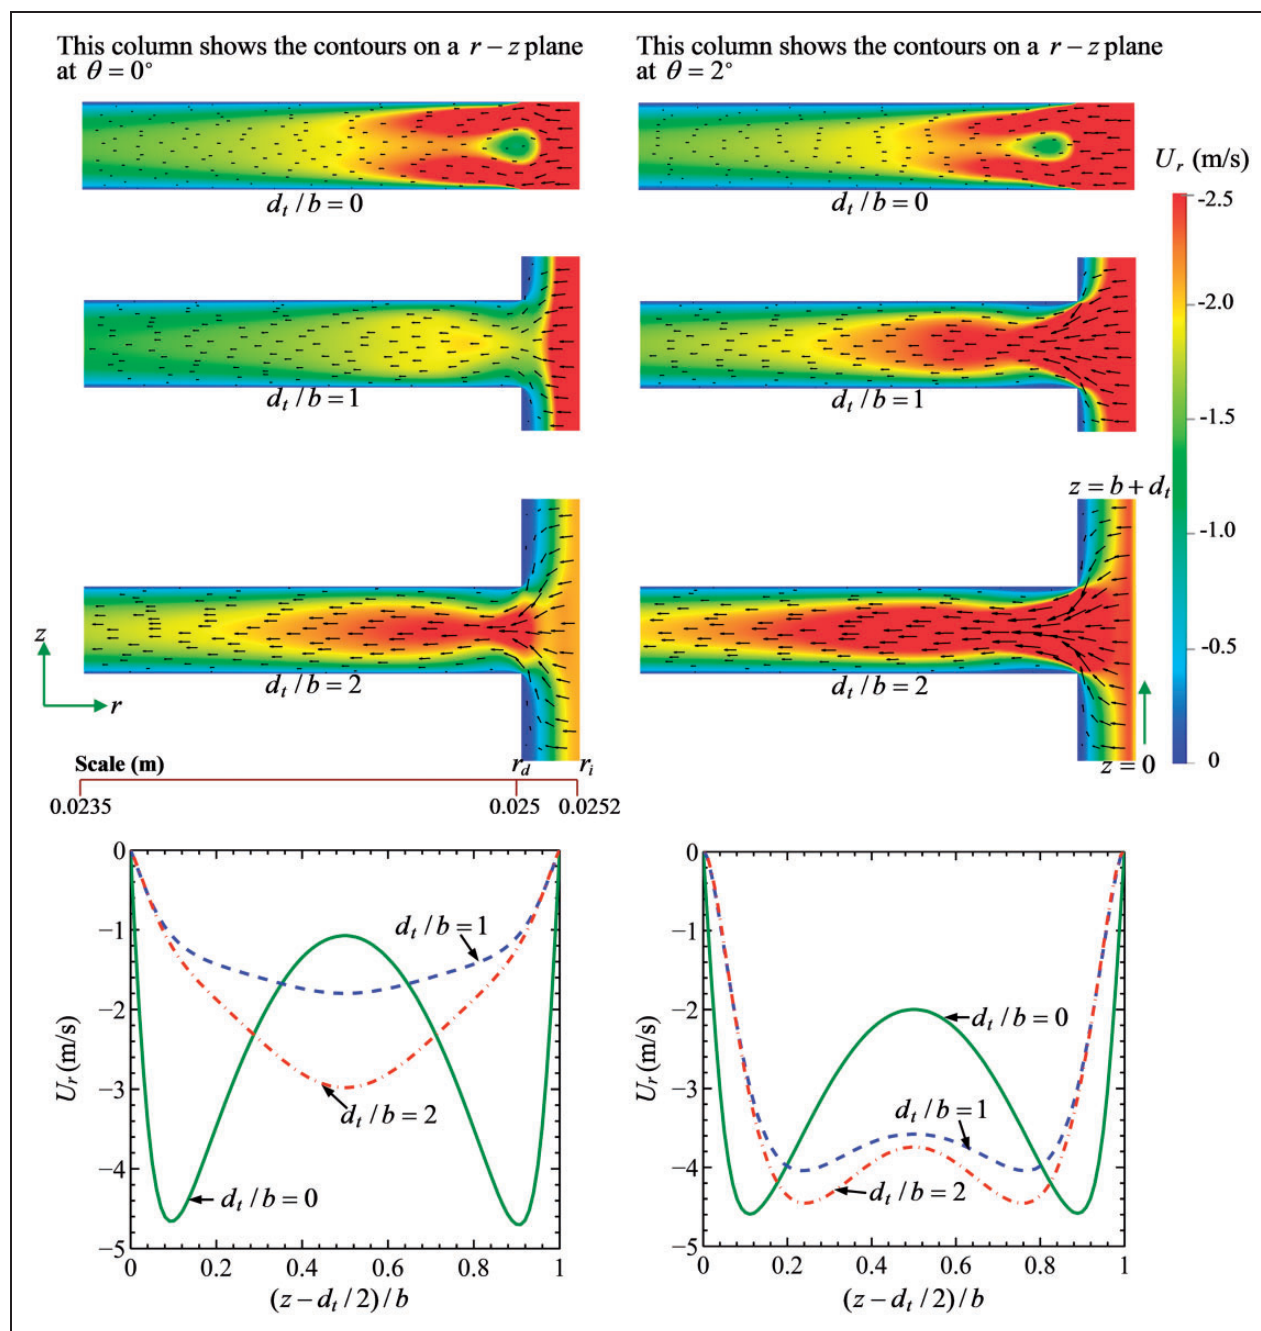 This column shows the contours on a r − z plane
at θ = 0°
This column shows the contours on a r − z plane
at θ = 2°
d_t / b = 0
d_t / b = 0
U_r (m/s)
-2.5
-2.0
-1.5
-1.0
-0.5
0
d_t / b = 1
d_t / b = 1
z = b + d_t
d_t / b = 2
d_t / b = 2
z
r
z = 0
Scale (m)
r_d
r_i
0.0235
0.025
0.0252
0
−1
−2
−3
−4
−5
U_r (m/s)
d_t / b = 1
d_t / b = 2
d_t / b = 0
0
0.2
0.4
0.6
0.8
1
(z − d_t / 2) / b
0
−1
−2
−3
−4
−5
U_r (m/s)
d_t / b = 0
d_t / b = 1
d_t / b = 2
0
0.2
0.4
0.6
0.8
1
(z − d_t / 2) / b